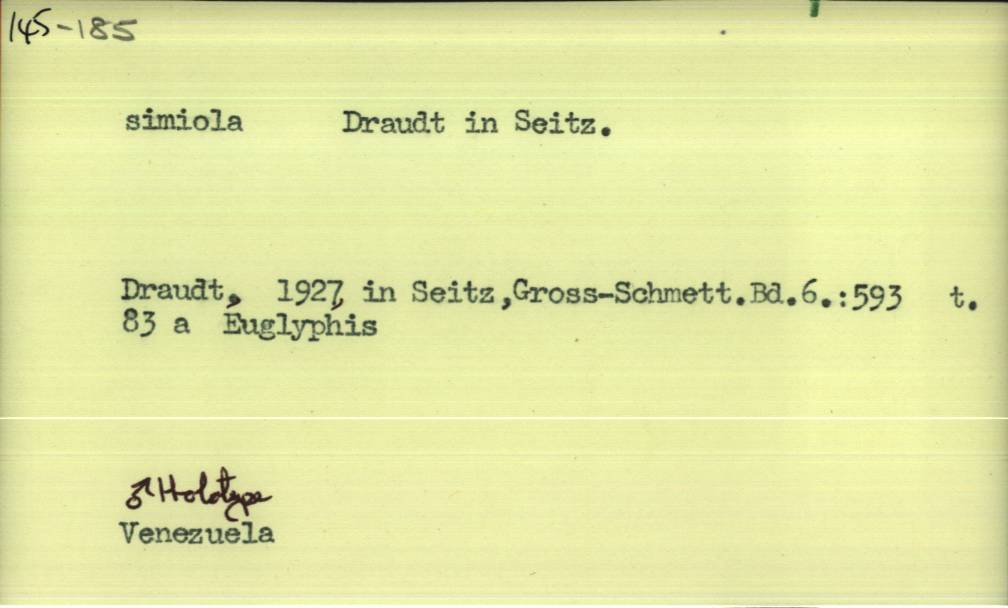 145-185
simiola Draudt in Seitz.
Draudt, 1927, in Seitz,Gross-Schmett.Bd.6.:593 t.
83 a Euglyphis
♂ Holotype
Venezuela